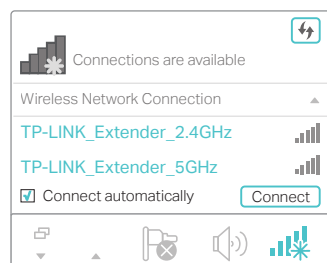 Connections are available
Wireless Network Connection
TP-LINK_Extender_2.4GHz
TP-LINK_Extender_5GHz
Connect automatically Connect